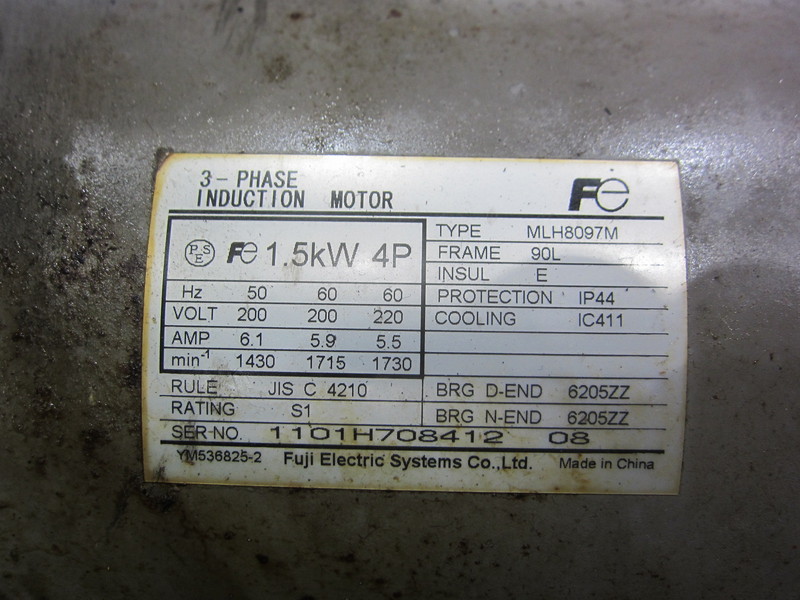 3-PHASE
INDUCTION MOTOR
Fe
PSE Fe 1.5kW 4P
Hz 50 60 60
VOLT 200 200 220
AMP 6.1 5.9 5.5
min-1 1430 1715 1730
TYPE MLH8097M
FRAME 90L
INSUL E
PROTECTION IP44
COOLING IC411
RULE JIS C 4210
RATING S1
BRG D-END 6205ZZ
BRG N-END 6205ZZ
SER·NO. 1101H708412 08
YM536825-2 Fuji Electric Systems Co.,Ltd. Made in China